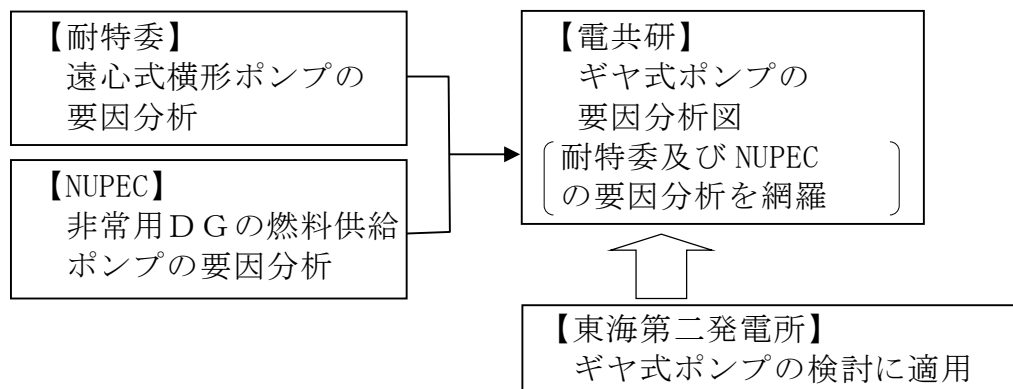 【耐特委】
遠心式横形ポンプの
要因分析
【NUPEC】
非常用ＤＧの燃料供給
ポンプの要因分析
【電共研】
ギヤ式ポンプの
要因分析図
耐特委及び NUPEC
の要因分析を網羅
【東海第二発電所】
ギヤ式ポンプの検討に適用